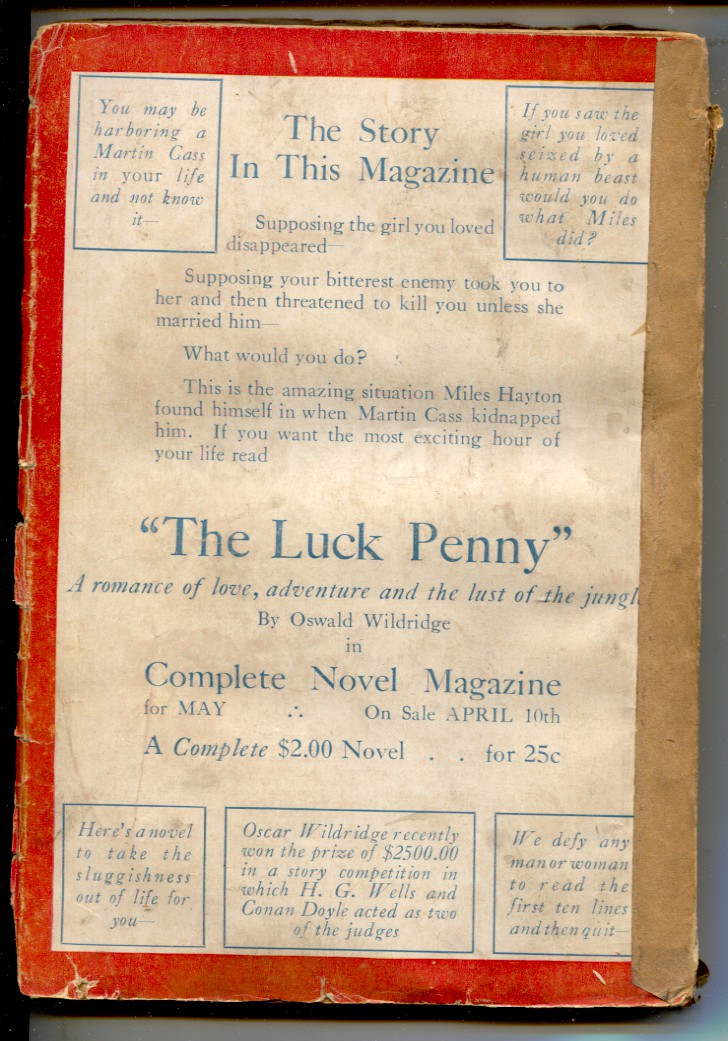 You may be
harboring a
Martin Cass
in your life
and not know
it—
The Story
In This Magazine
If you saw the
girl you loved
seized by a
human beast
would you do
what Miles
did?
Supposing the girl you loved
disappeared—
Supposing your bitterest enemy took you to
her and then threatened to kill you unless she
married him—
What would you do?
This is the amazing situation Miles Hayton
found himself in when Martin Cass kidnapped
him. If you want the most exciting hour of
your life read
"The Luck Penny"
A romance of love, adventure and the lust of the jungl
By Oswald Wildridge
in
Complete Novel Magazine
for MAY ∴ On Sale APRIL 10th
A Complete $2.00 Novel . . for 25c
Here's a novel
to take the
sluggishness
out of life for
you—
Oscar Wildridge recently
won the prize of $2500.00
in a story competition in
which H. G. Wells and
Conan Doyle acted as two
of the judges
We defy any
man or woman
to read the
first ten lines
and then quit—